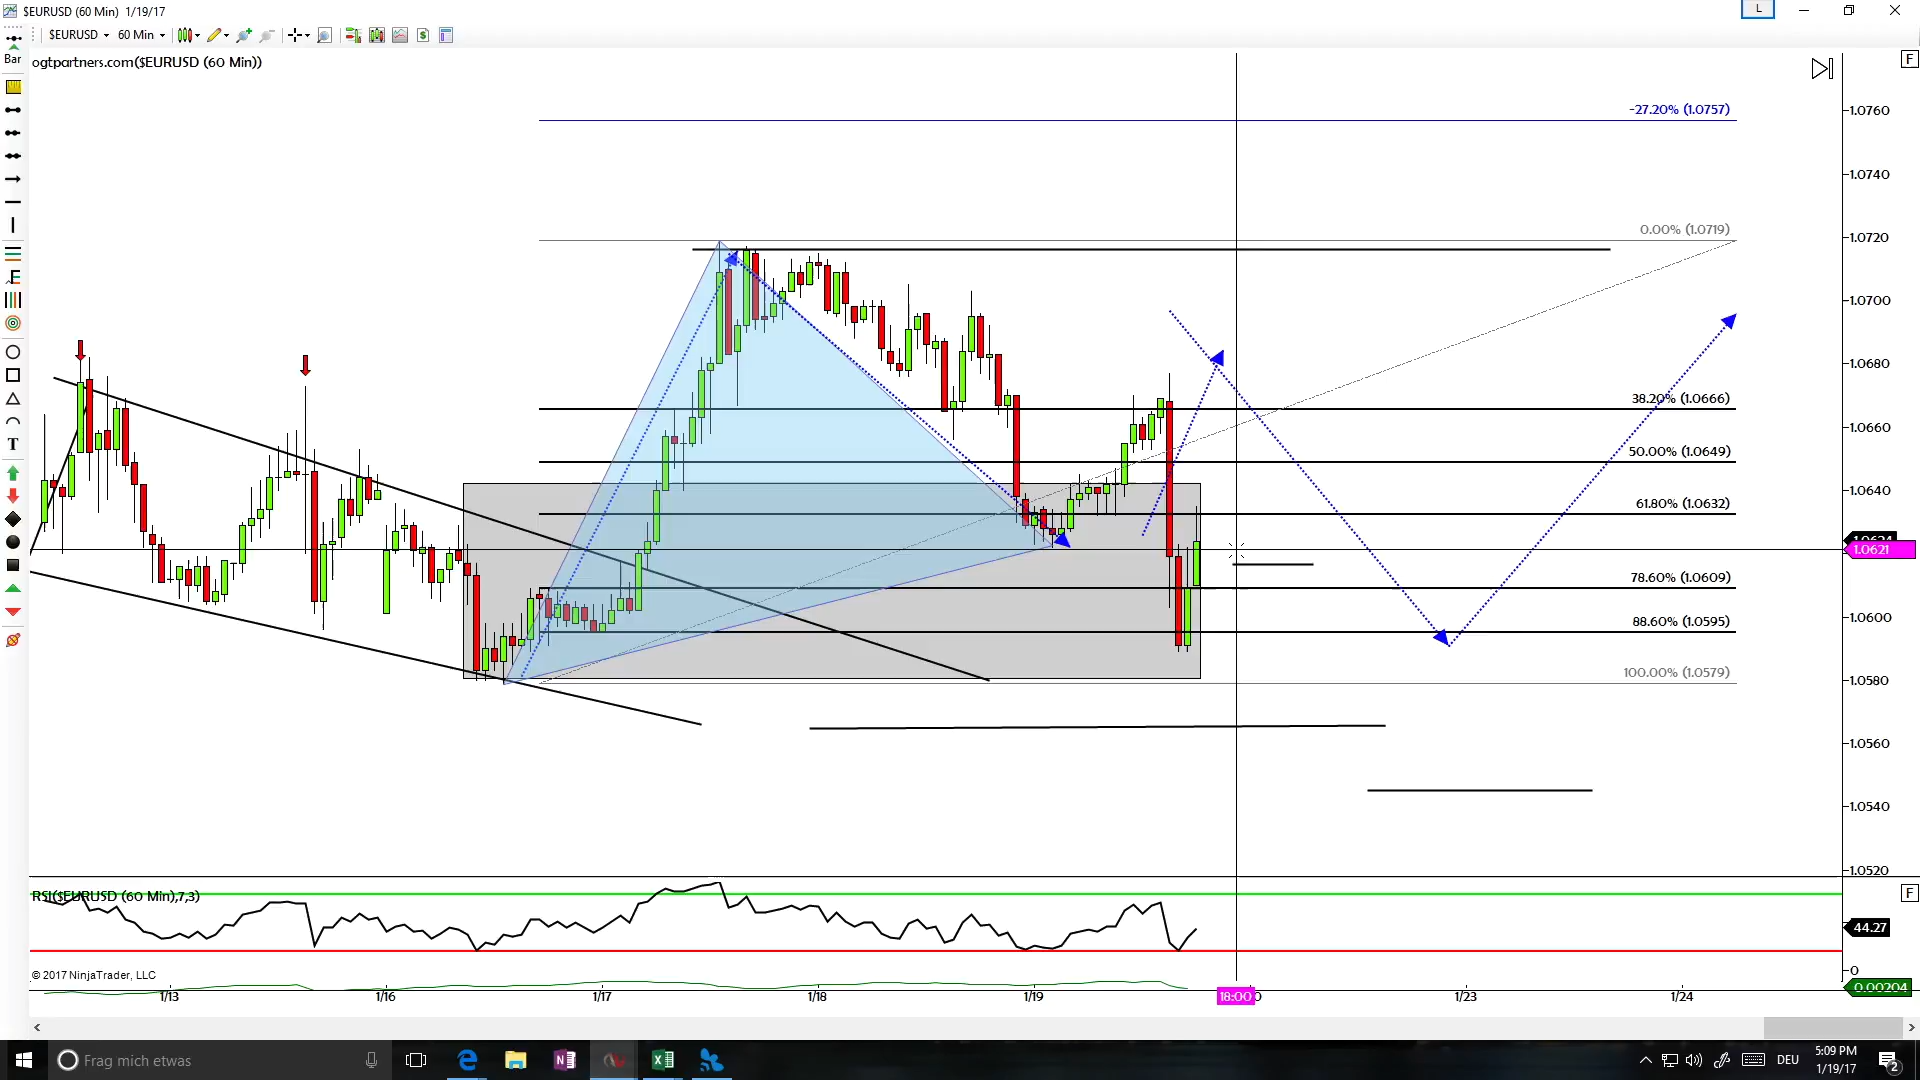 $EURUSD (60 Min)  1/19/17
L
$EURUSD
60 Min
Bar
ogtpartners.com($EURUSD (60 Min))
F
-27.20% (1.0757)
1.0760
1.0740
0.00% (1.0719)
1.0720
1.0700
1.0680
38.20% (1.0666)
1.0660
50.00% (1.0649)
1.0640
61.80% (1.0632)
1.0621
78.60% (1.0609)
1.0600
88.60% (1.0595)
100.00% (1.0579)
1.0580
1.0560
1.0540
1.0520
RSI($EURUSD (60 Min),7,3)
F
44.27
0
© 2017 NinjaTrader, LLC
0.00204
1/13
1/16
1/17
1/18
1/19
18:00
1/23
1/24
Frag mich etwas
DEU
5:09 PM
1/19/17
2